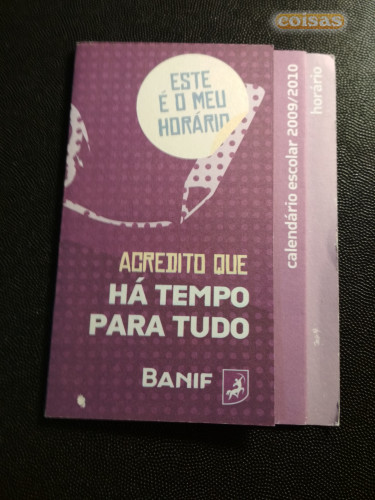 coisas
ESTE
É O MEU
HORÁRIO
ACREDITO QUE
HÁ TEMPO
PARA TUDO
BANIF
calendário escolar 2009/2010
horário